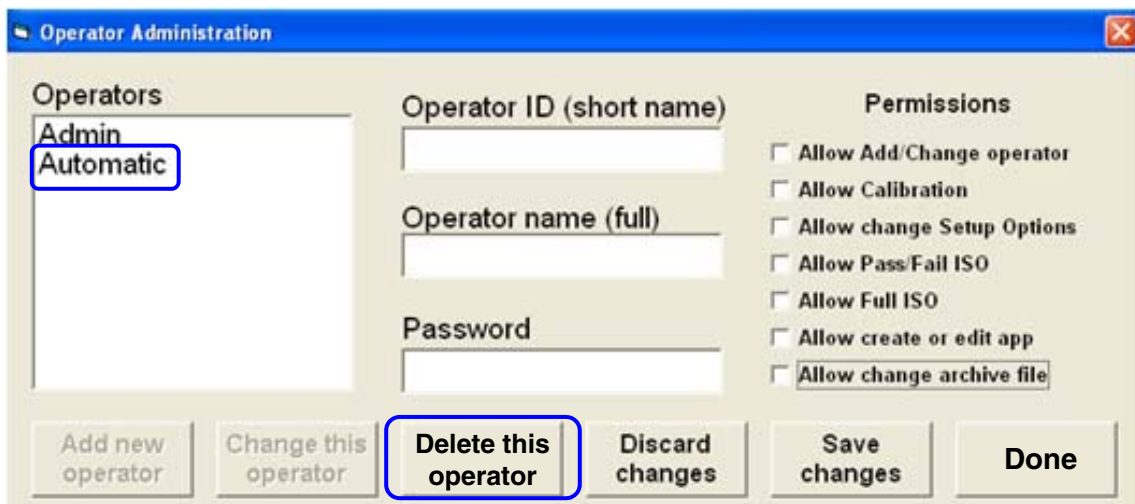 Operator Administration
Operators
Admin
Automatic
Operator ID (short name)
Operator name (full)
Password
Permissions
Allow Add/Change operator
Allow Calibration
Allow change Setup Options
Allow Pass/Fail ISO
Allow Full ISO
Allow create or edit app
Allow change archive file
Add new
operator
Change this
operator
Delete this
operator
Discard
changes
Save
changes
Done